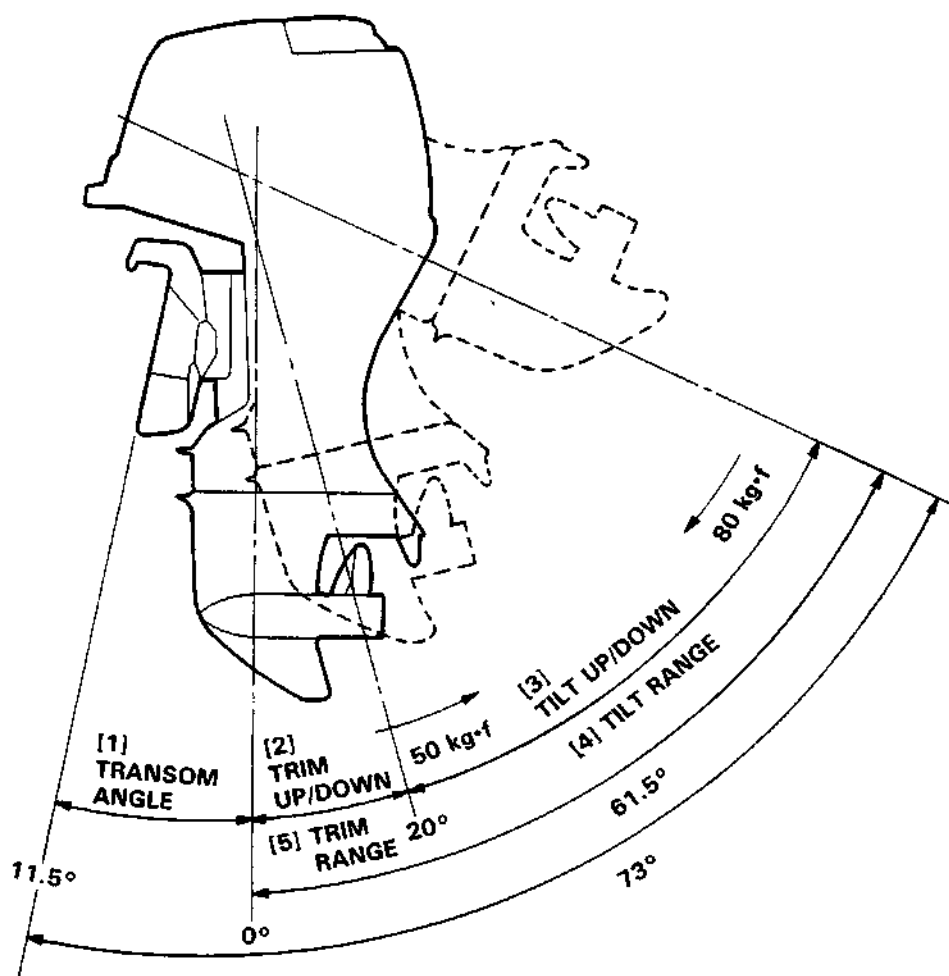 [1]
TRANSOM
ANGLE
[2]
TRIM
UP/DOWN
50 kg·f
[3]
TILT UP/DOWN
80 kg·f
[4] TILT RANGE
[5] TRIM
RANGE
20°
61.5°
73°
11.5°
0°